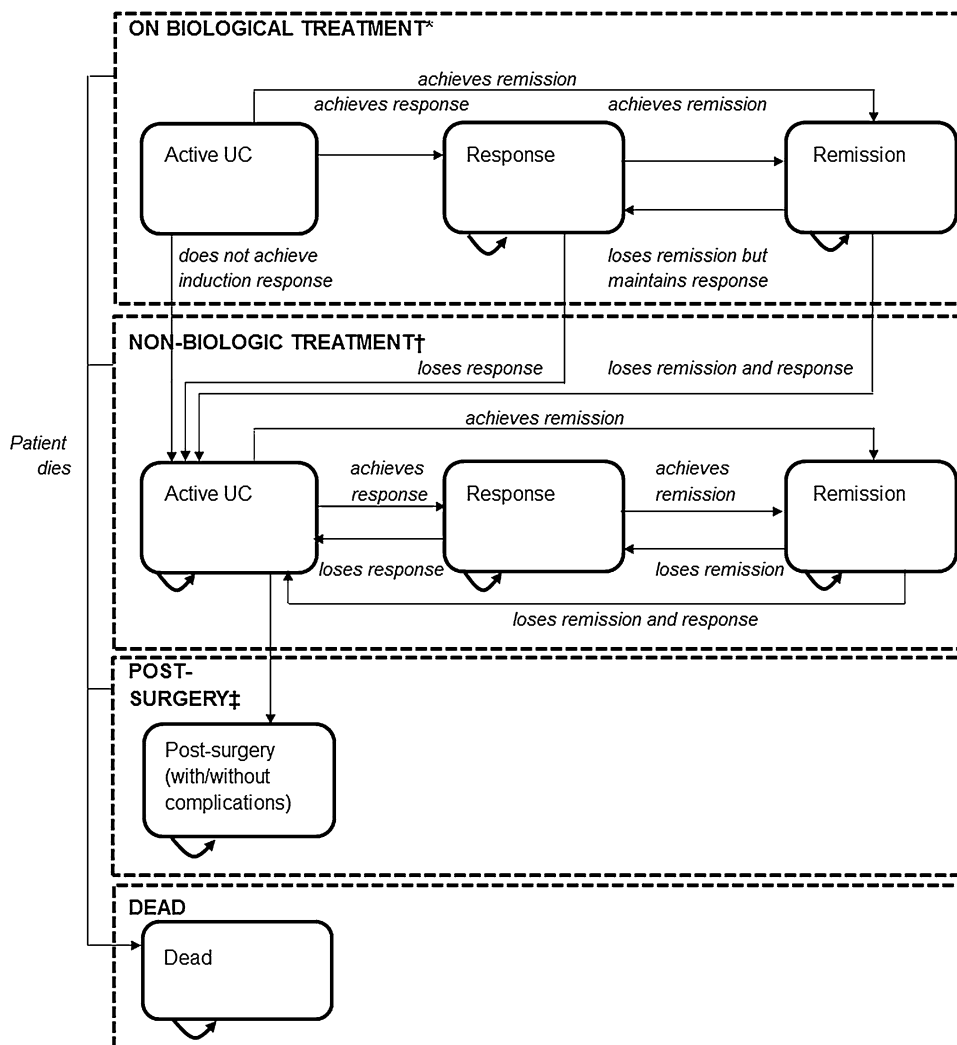 ON BIOLOGICAL TREATMENT*
achieves remission
achieves response
achieves remission
Active UC
Response
Remission
does not achieve
induction response
loses remission but
maintains response
NON-BIOLOGIC TREATMENT†
loses response
loses remission and response
Patient
dies
achieves remission
Active UC
achieves
response
Response
achieves
remission
Remission
loses response
loses remission
loses remission and response
POST-
SURGERY‡
Post-surgery
(with/without
complications)
DEAD
Dead